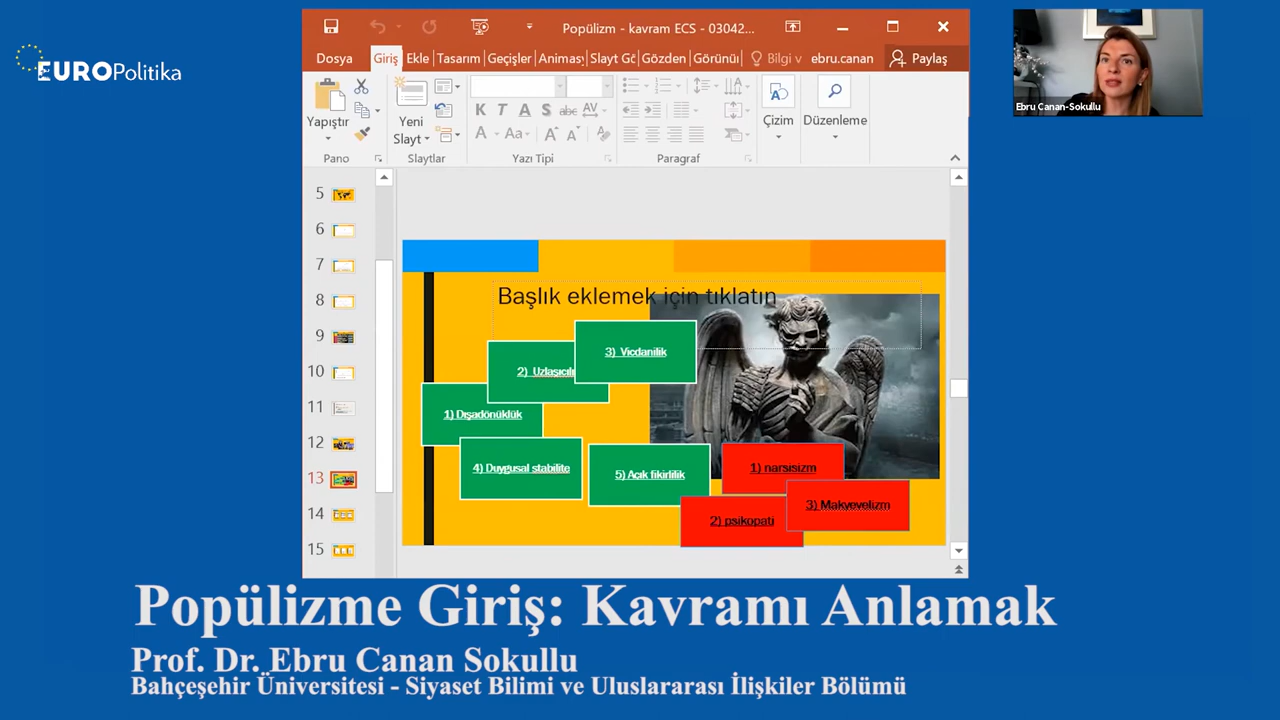 EUROPolitika
Popülizm - kavram ECS - 03042...
Dosya Giriş Ekle Tasarım Geçişler Animas Slayt Gö Gözden Görünü Bilgi v ebru.canan Paylaş
Yapıştır
Yeni
Slayt
K T A S abc AV
A Aa A A
Çizim
Düzenleme
Pano
Slaytlar
Yazı Tipi
Paragraf
5
6
7
8
9
10
11
12
13
14
15
Başlık eklemek için tıklatın
3) Vicdanilik
2) Uzlaşıcılı
1) Dışadönüklük
4) Duygusal stabilite
5) Açık fikirlilik
1) narsisizm
3) Makyevelizm
2) psikopati
Ebru Canan-Sokullu
Popülizme Giriş: Kavramı Anlamak
Prof. Dr. Ebru Canan Sokullu
Bahçeşehir Üniversitesi - Siyaset Bilimi ve Uluslararası İlişkiler Bölümü